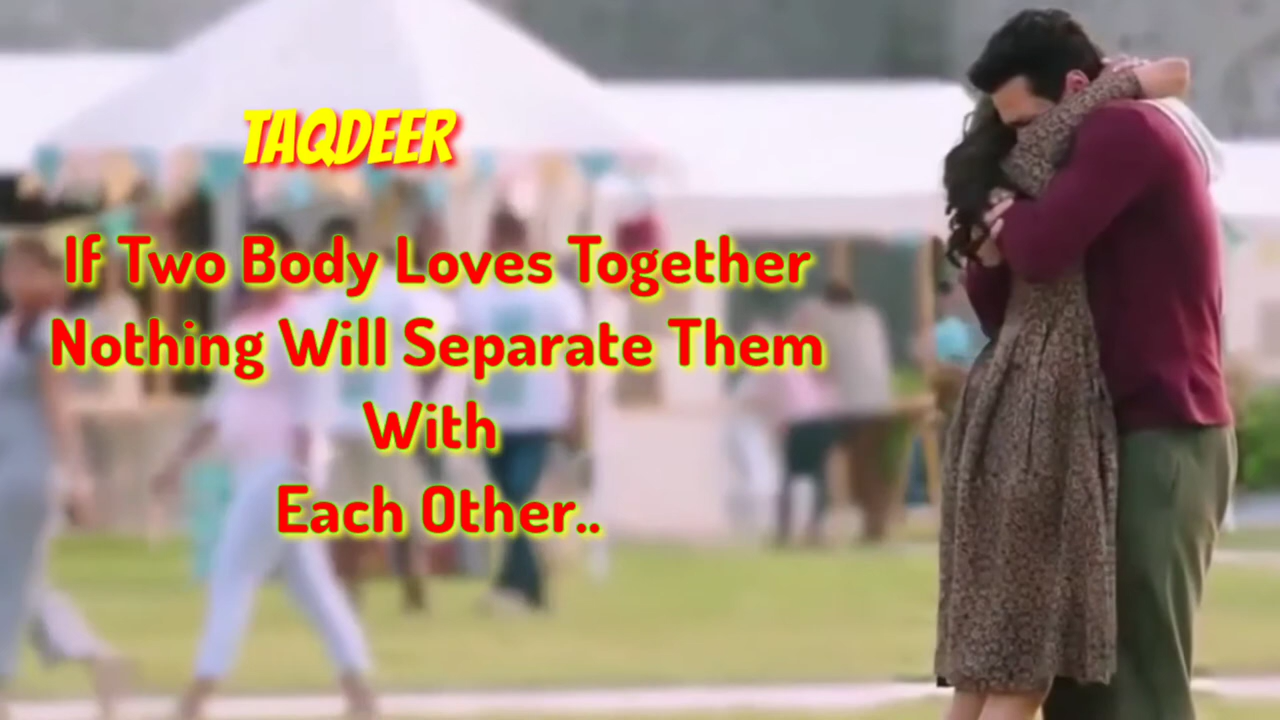 TAQDEER
If Two Body Loves Together
Nothing Will Separate Them
With
Each Other..